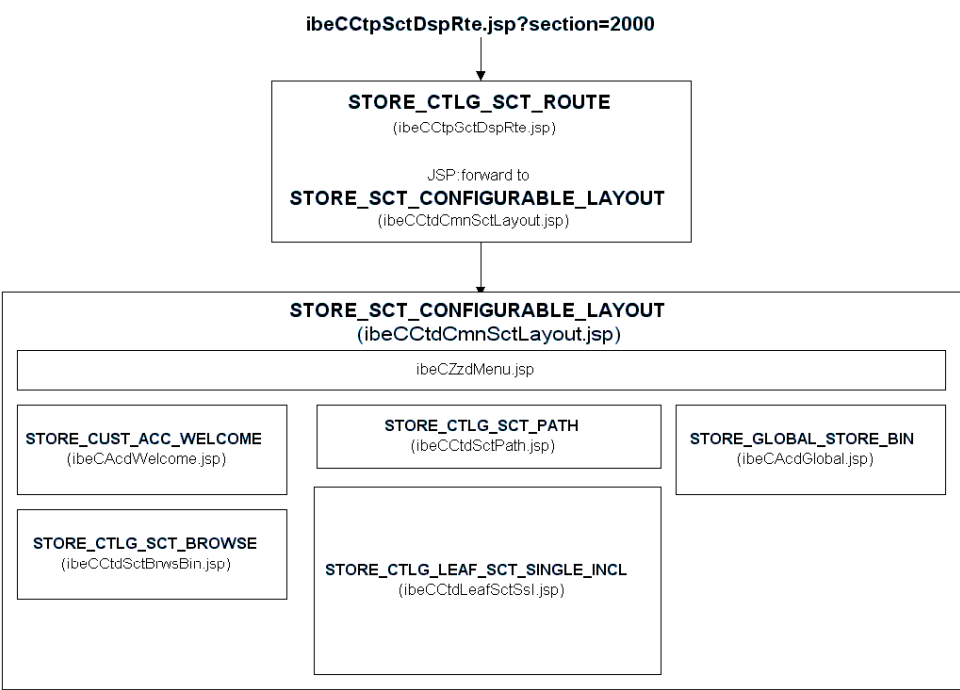 ibeCCtpSctDspRte.jsp?section=2000
STORE_CTLG_SCT_ROUTE
(ibeCCtpSctDspRte.jsp)
JSP:forward to
STORE_SCT_CONFIGURABLE_LAYOUT
(ibeCCtdCmnSctLayout.jsp)
STORE_SCT_CONFIGURABLE_LAYOUT
(ibeCCtdCmnSctLayout.jsp)
ibeCZzdMenu.jsp
STORE_CUST_ACC_WELCOME
(ibeCAcdWelcome.jsp)
STORE_CTLG_SCT_PATH
(ibeCCtdSctPath.jsp)
STORE_GLOBAL_STORE_BIN
(ibeCAcdGlobal.jsp)
STORE_CTLG_SCT_BROWSE
(ibeCCtdSctBrwsBin.jsp)
STORE_CTLG_LEAF_SCT_SINGLE_INCL
(ibeCCtdLeafSctSsI.jsp)